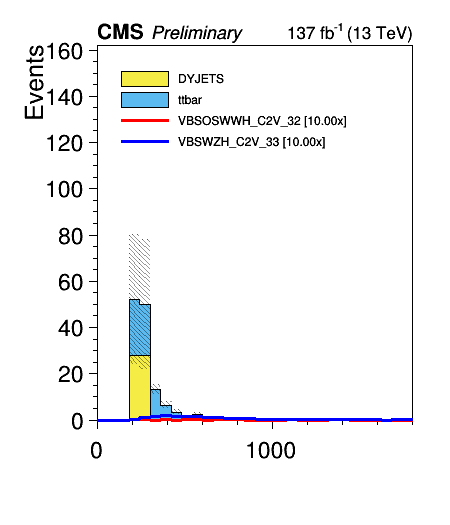 CMS Preliminary 137 fb-1 (13 TeV)
Events
160
140
120
100
80
60
40
20
0
DYJETS
ttbar
VBSOSWWH_C2V_32 [10.00x]
VBSWZH_C2V_33 [10.00x]
0 1000